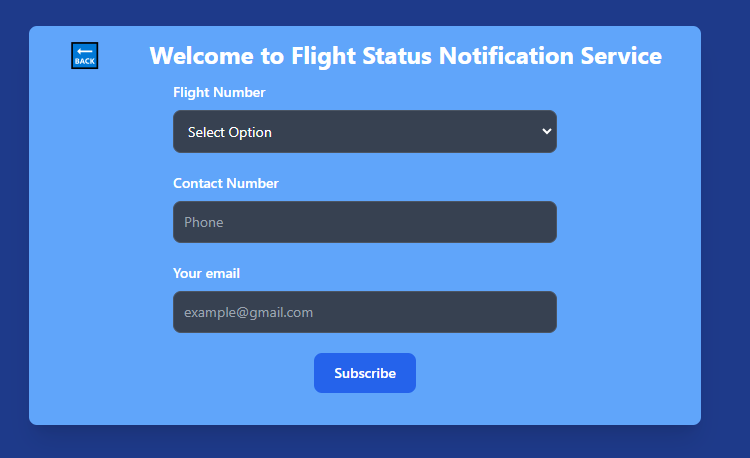 BACK
Welcome to Flight Status Notification Service
Flight Number
Select Option
Contact Number
Phone
Your email
example@gmail.com
Subscribe